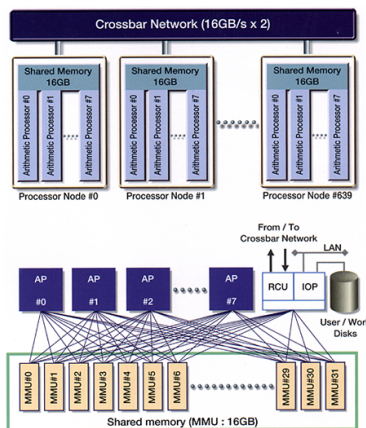 Crossbar Network (16GB/s x 2)
Shared Memory
16GB
Arithmetic Processor #0
Arithmetic Processor #1
Arithmetic Processor #7
Processor Node #0
Shared Memory
16GB
Arithmetic Processor #0
Arithmetic Processor #1
Arithmetic Processor #7
Processor Node #1
Shared Memory
16GB
Arithmetic Processor #0
Arithmetic Processor #1
Arithmetic Processor #7
Processor Node #639
From / To
Crossbar Network
LAN
AP
#0
AP
#1
AP
#2
AP
#7
RCU
IOP
User / Wor
Disks
MMU#0
MMU#1
MMU#2
MMU#3
MMU#4
MMU#5
MMU#6
MMU#29
MMU#30
MMU#31
Shared memory (MMU : 16GB)